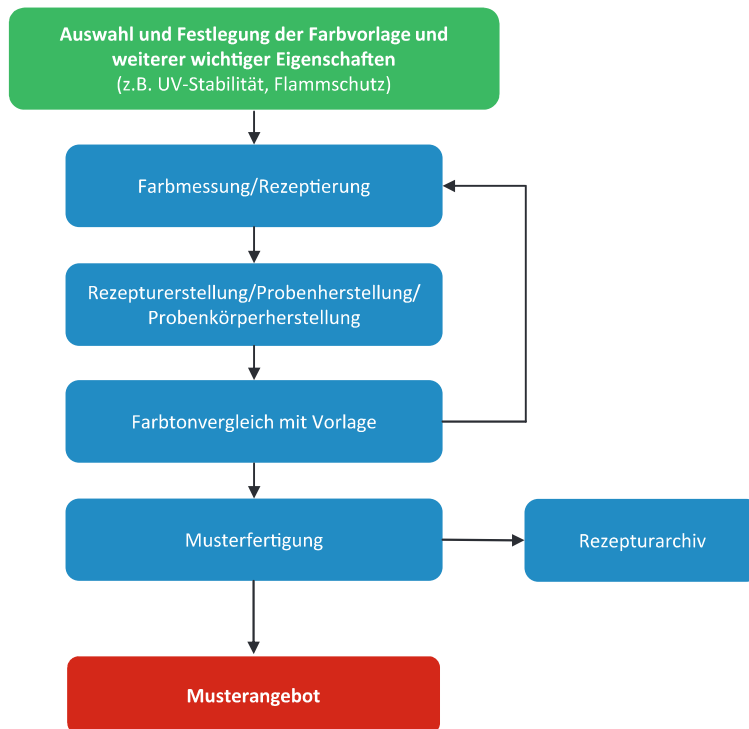 Auswahl und Festlegung der Farbvorlage und
weiterer wichtiger Eigenschaften
(z.B. UV-Stabilität, Flammschutz)
Farbmessung/Rezeptierung
Rezepturerstellung/Probenherstellung/
Probenkörperherstellung
Farbtonvergleich mit Vorlage
Musterfertigung
Rezepturarchiv
Musterangebot